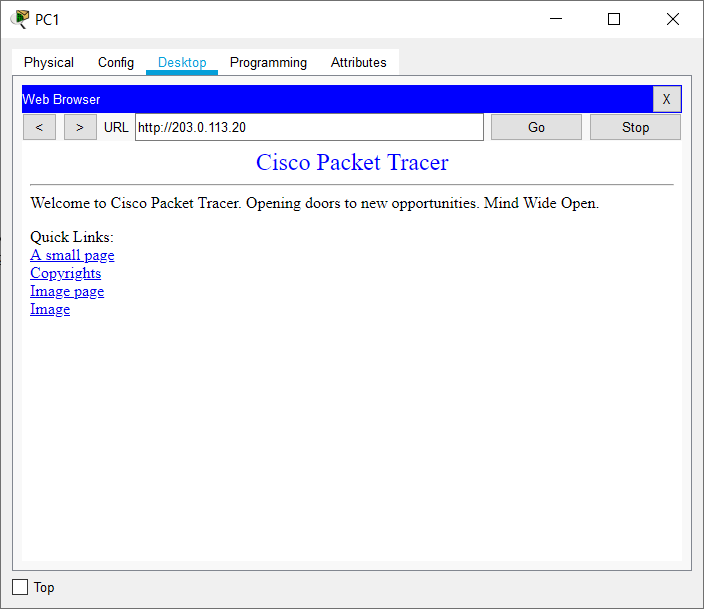 PC1
Physical Config Desktop Programming Attributes
Web Browser X
< > URL http://203.0.113.20 Go Stop
Cisco Packet Tracer
Welcome to Cisco Packet Tracer. Opening doors to new opportunities. Mind Wide Open.
Quick Links:
A small page
Copyrights
Image page
Image
Top